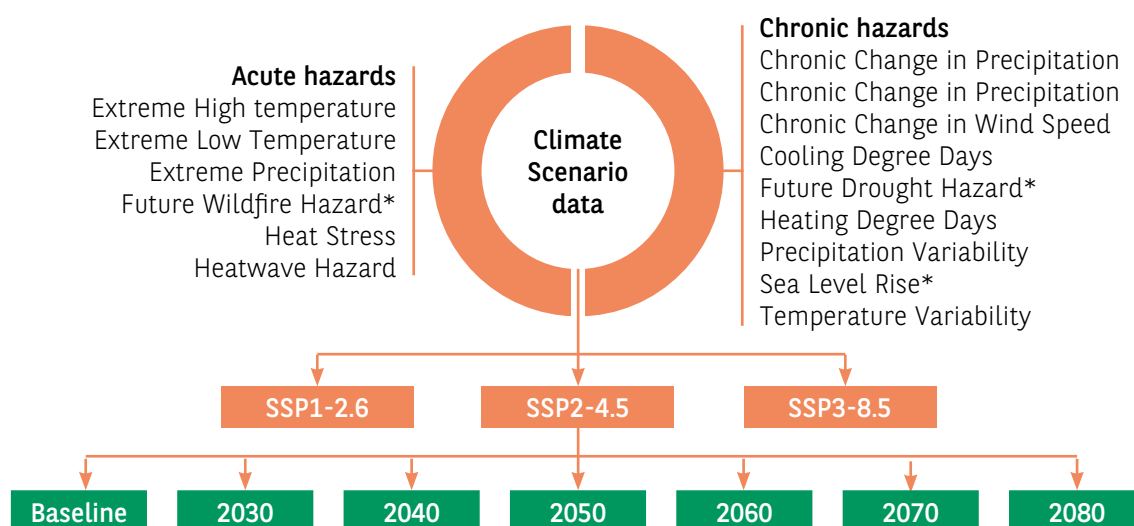 Acute hazards
Extreme High temperature
Extreme Low Temperature
Extreme Precipitation
Future Wildfire Hazard*
Heat Stress
Heatwave Hazard
Climate
Scenario
data
Chronic hazards
Chronic Change in Precipitation
Chronic Change in Precipitation
Chronic Change in Wind Speed
Cooling Degree Days
Future Drought Hazard*
Heating Degree Days
Precipitation Variability
Sea Level Rise*
Temperature Variability
SSP1-2.6
SSP2-4.5
SSP3-8.5
Baseline
2030
2040
2050
2060
2070
2080